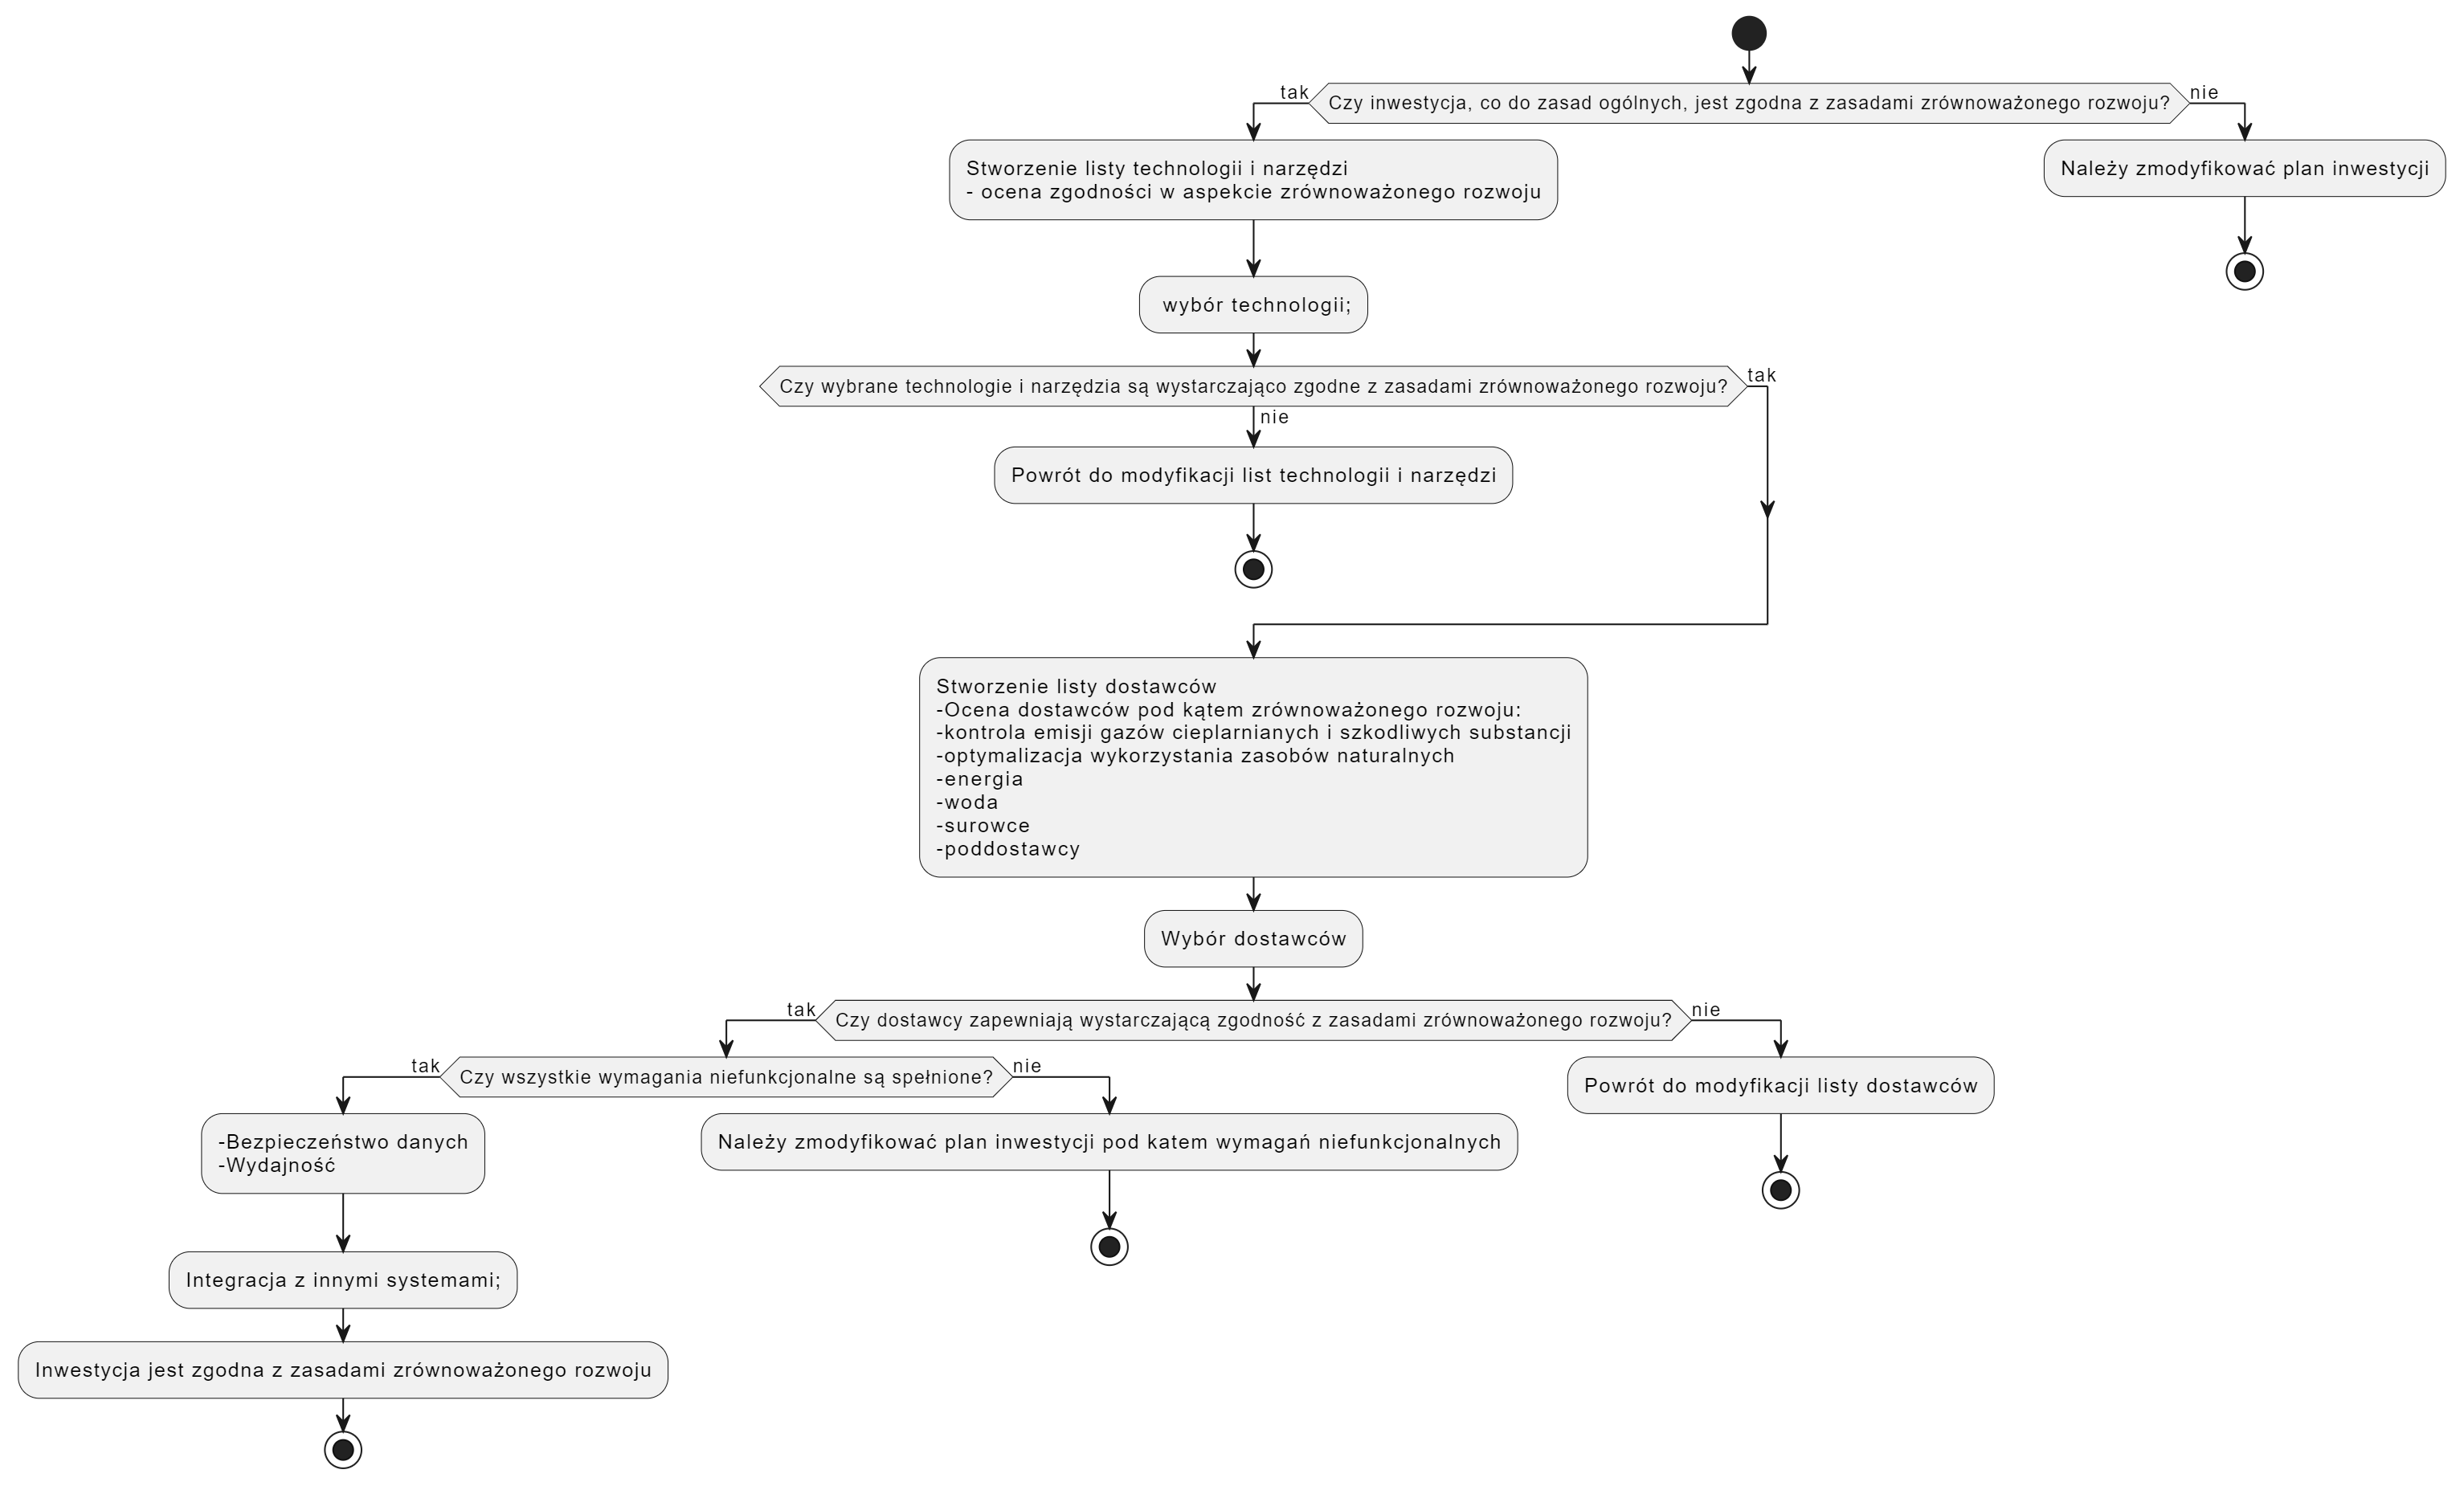 tak
Czy inwestycja, co do zasad ogólnych, jest zgodna z zasadami zrównoważonego rozwoju?
nie
Stworzenie listy technologii i narzędzi
- ocena zgodności w aspekcie zrównoważonego rozwoju
Należy zmodyfikować plan inwestycji
wybór technologii;
Czy wybrane technologie i narzędzia są wystarczająco zgodne z zasadami zrównoważonego rozwoju?
tak
nie
Powrót do modyfikacji list technologii i narzędzi
Stworzenie listy dostawców
-Ocena dostawców pod kątem zrównoważonego rozwoju:
-kontrola emisji gazów cieplarnianych i szkodliwych substancji
-optymalizacja wykorzystania zasobów naturalnych
-energia
-woda
-surowce
-poddostawcy
Wybór dostawców
tak
Czy dostawcy zapewniają wystarczającą zgodność z zasadami zrównoważonego rozwoju?
nie
tak
Czy wszystkie wymagania niefunkcjonalne są spełnione?
nie
Powrót do modyfikacji listy dostawców
-Bezpieczeństwo danych
-Wydajność
Należy zmodyfikować plan inwestycji pod katem wymagań niefunkcjonalnych
Integracja z innymi systemami;
Inwestycja jest zgodna z zasadami zrównoważonego rozwoju